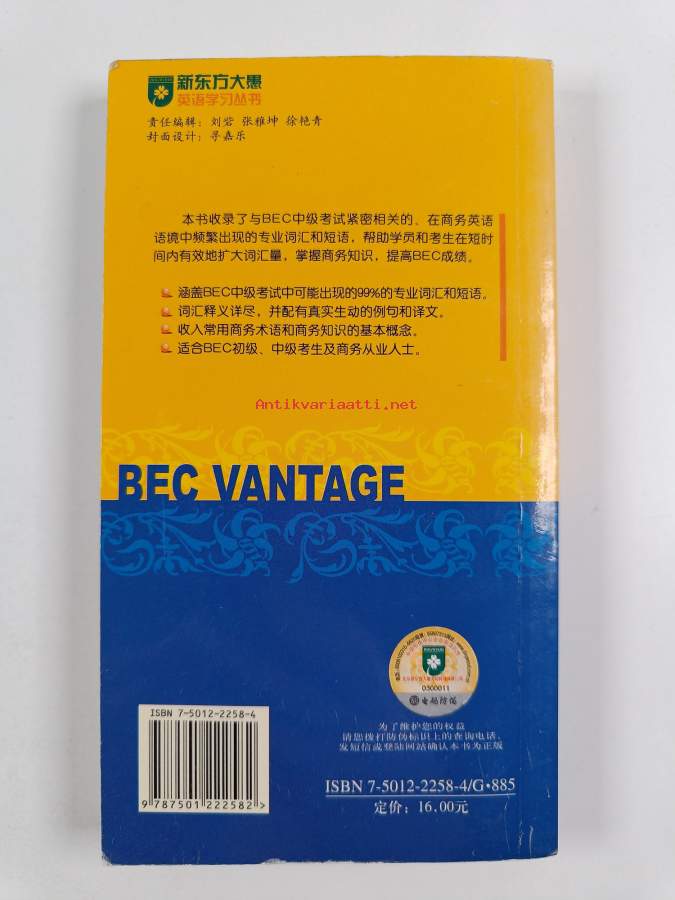 新东方大愚
英语学习丛书
责任编辑：刘砦 张雅坤 徐艳青
封面设计：寻嘉乐
本书收录了与BEC中级考试紧密相关的、在商务英语
语境中频繁出现的专业词汇和短语，帮助学员和考生在短时
间内有效地扩大词汇量，掌握商务知识，提高BEC成绩。
涵盖BEC中级考试中可能出现的99%的专业词汇和短语。
词汇释义详尽，并配有真实生动的例句和译文。
收入常用商务术语和商务知识的基本概念。
适合BEC初级、中级考生及商务从业人士。
Antikvariaatti.net
BEC VANTAGE
0300011
电码防伪
为了维护您的权益
请您拨打防伪标识上的查询电话、
发短信或登陆网站确认本书为正版
ISBN 7-5012-2258-4
9 787501 222582 >
ISBN 7-5012-2258-4/G·885
定价：16.00元